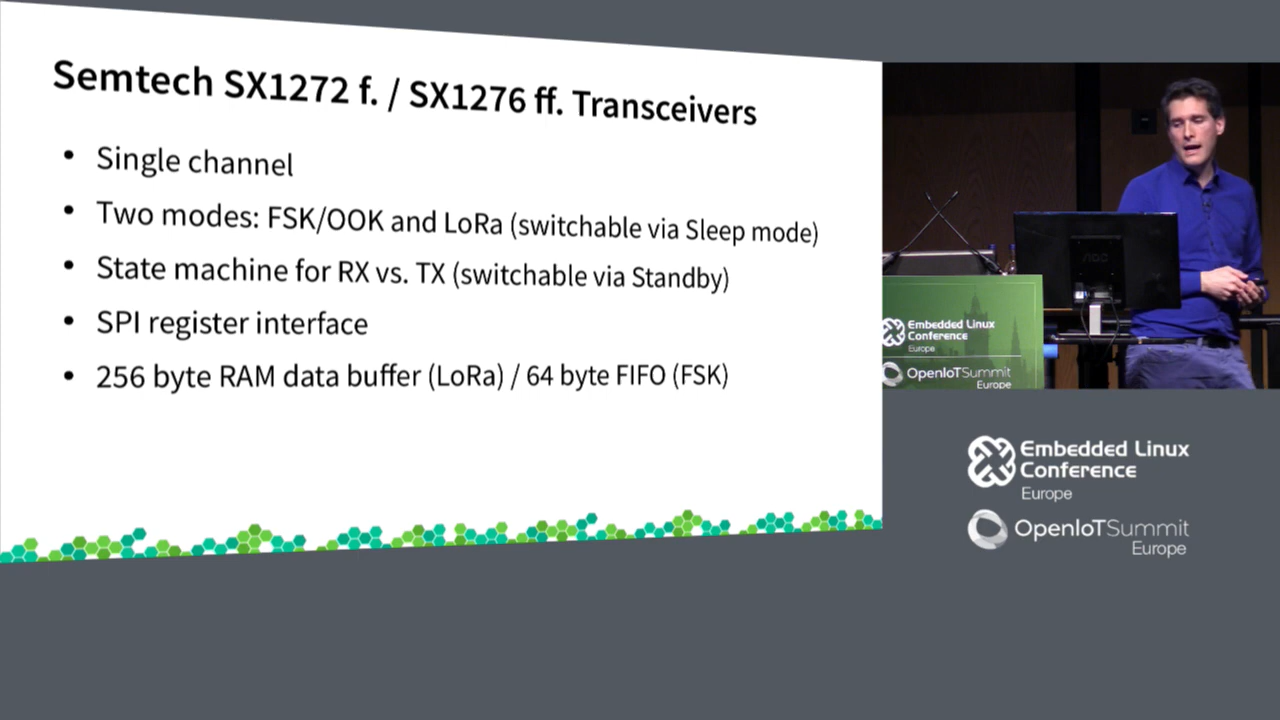 Semtech SX1272 f. / SX1276 ff. Transceivers
• Single channel
• Two modes: FSK/OOK and LoRa (switchable via Sleep mode)
• State machine for RX vs. TX (switchable via Standby)
• SPI register interface
• 256 byte RAM data buffer (LoRa) / 64 byte FIFO (FSK)
AOC
Embedded Linux
Conference
Europe
OpenIoTSummit
Europe
Embedded Linux
Conference
Europe
OpenIoTSummit
Europe